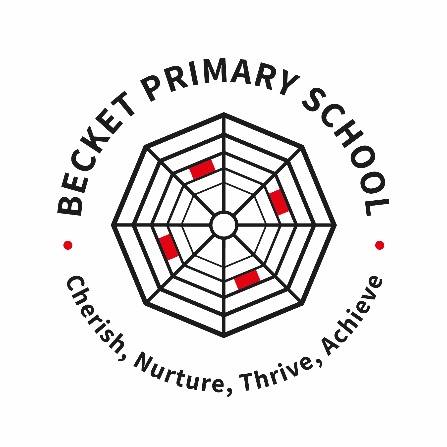 BECKET PRIMARY SCHOOL
Cherish, Nurture, Thrive, Achieve